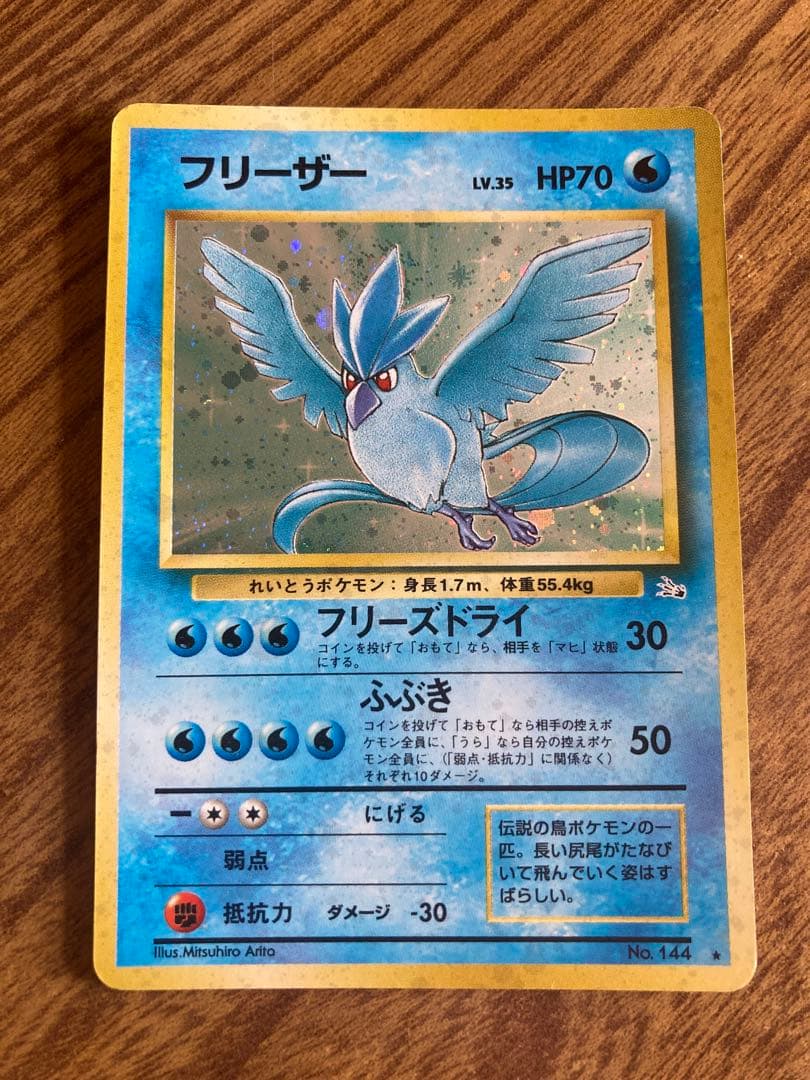 フリーザー LV.35 HP70
れいとうポケモン：身長1.7m、体重55.4kg
フリーズドライ 30
コインを投げて「おもて」なら、相手を「マヒ」状態
にする。
ふぶき
コインを投げて「おもて」なら相手の控えポ
ケモン全員に、「うら」なら自分の控えポケ
モン全員に、（「弱点・抵抗力」に関係なく）
それぞれ10ダメージ。
50
にげる
弱点
抵抗力 ダメージ -30
伝説の鳥ポケモンの一
匹。長い尻尾がたなび
いて飛んでいく姿はす
ばらしい。
Illus.Mitsuhiro Arita No. 144 ★